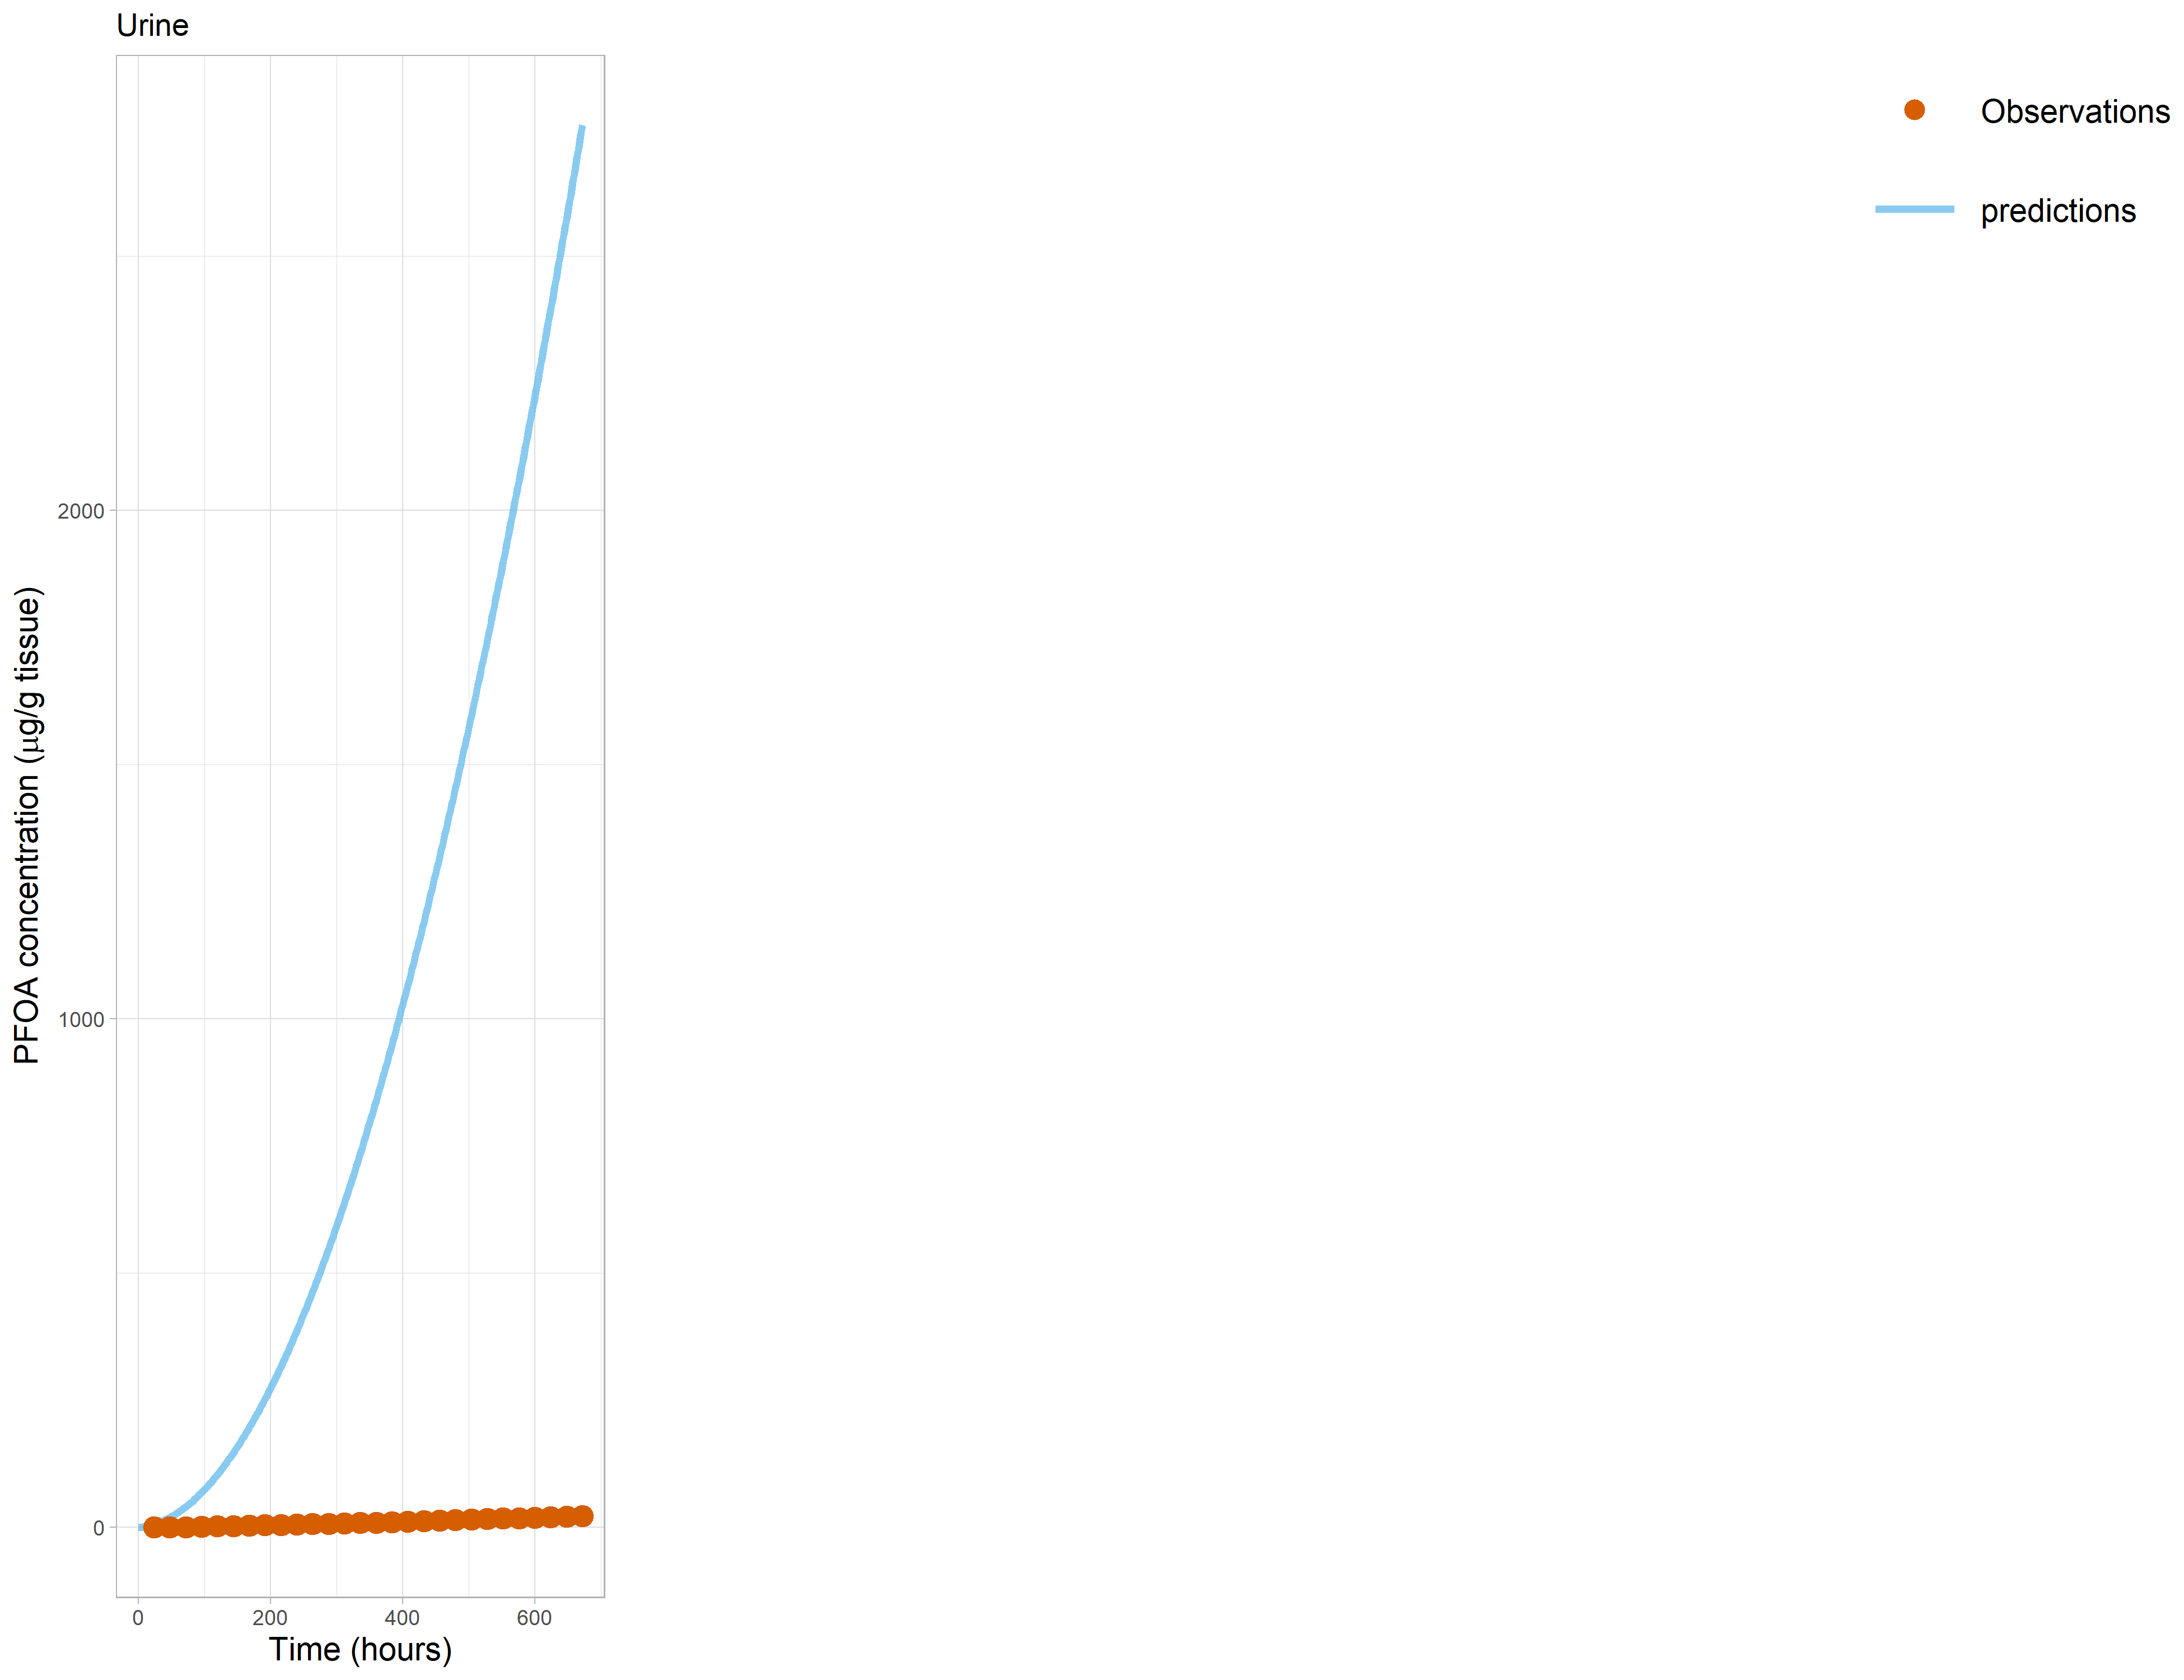 Urine
Observations
predictions
PFOA concentration (μg/g tissue)
2000
1000
0
0 200 400 600
Time (hours)